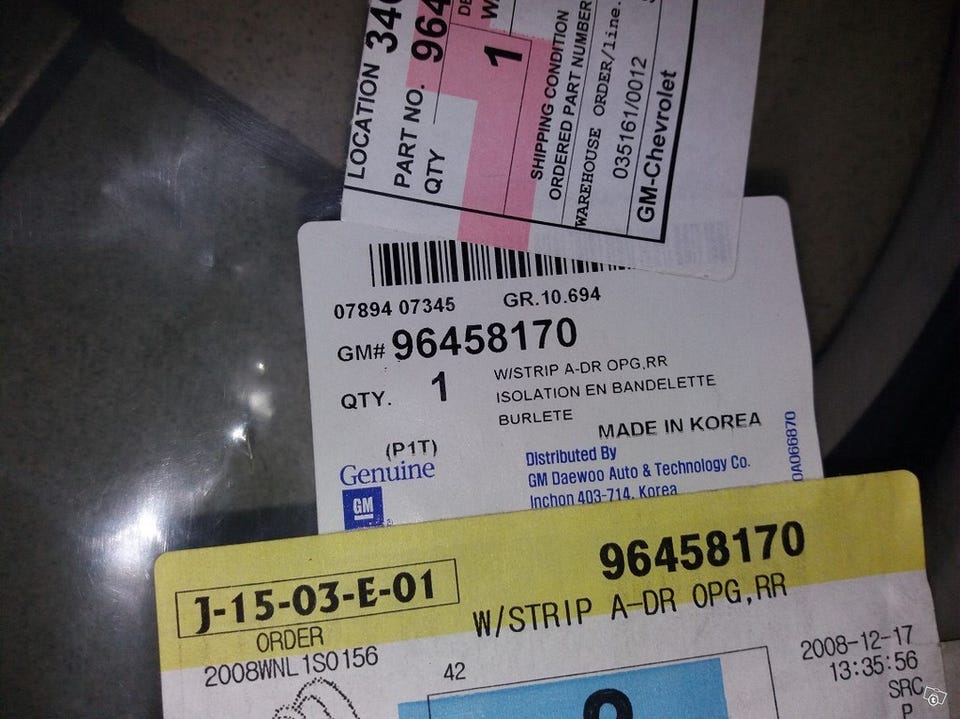 LOCATION 340
PART NO. 964
QTY 1
SHIPPING CONDITION
ORDERED PART NUMBER
WAREHOUSE ORDER/line.
035161/0012
GM-Chevrolet
07894 07345 GR.10.694
GM# 96458170
QTY. 1 W/STRIP A-DR OPG,RR
ISOLATION EN BANDELETTE
BURLETE
MADE IN KOREA
(P1T)
Genuine
GM
Distributed By
GM Daewoo Auto & Technology Co.
Inchon 403-714, Korea
0A066870
96458170
J-15-03-E-01
W/STRIP A-DR OPG,RR
ORDER
2008WNL1S0156
42
2008-12-17
13:35:56
SRC
P